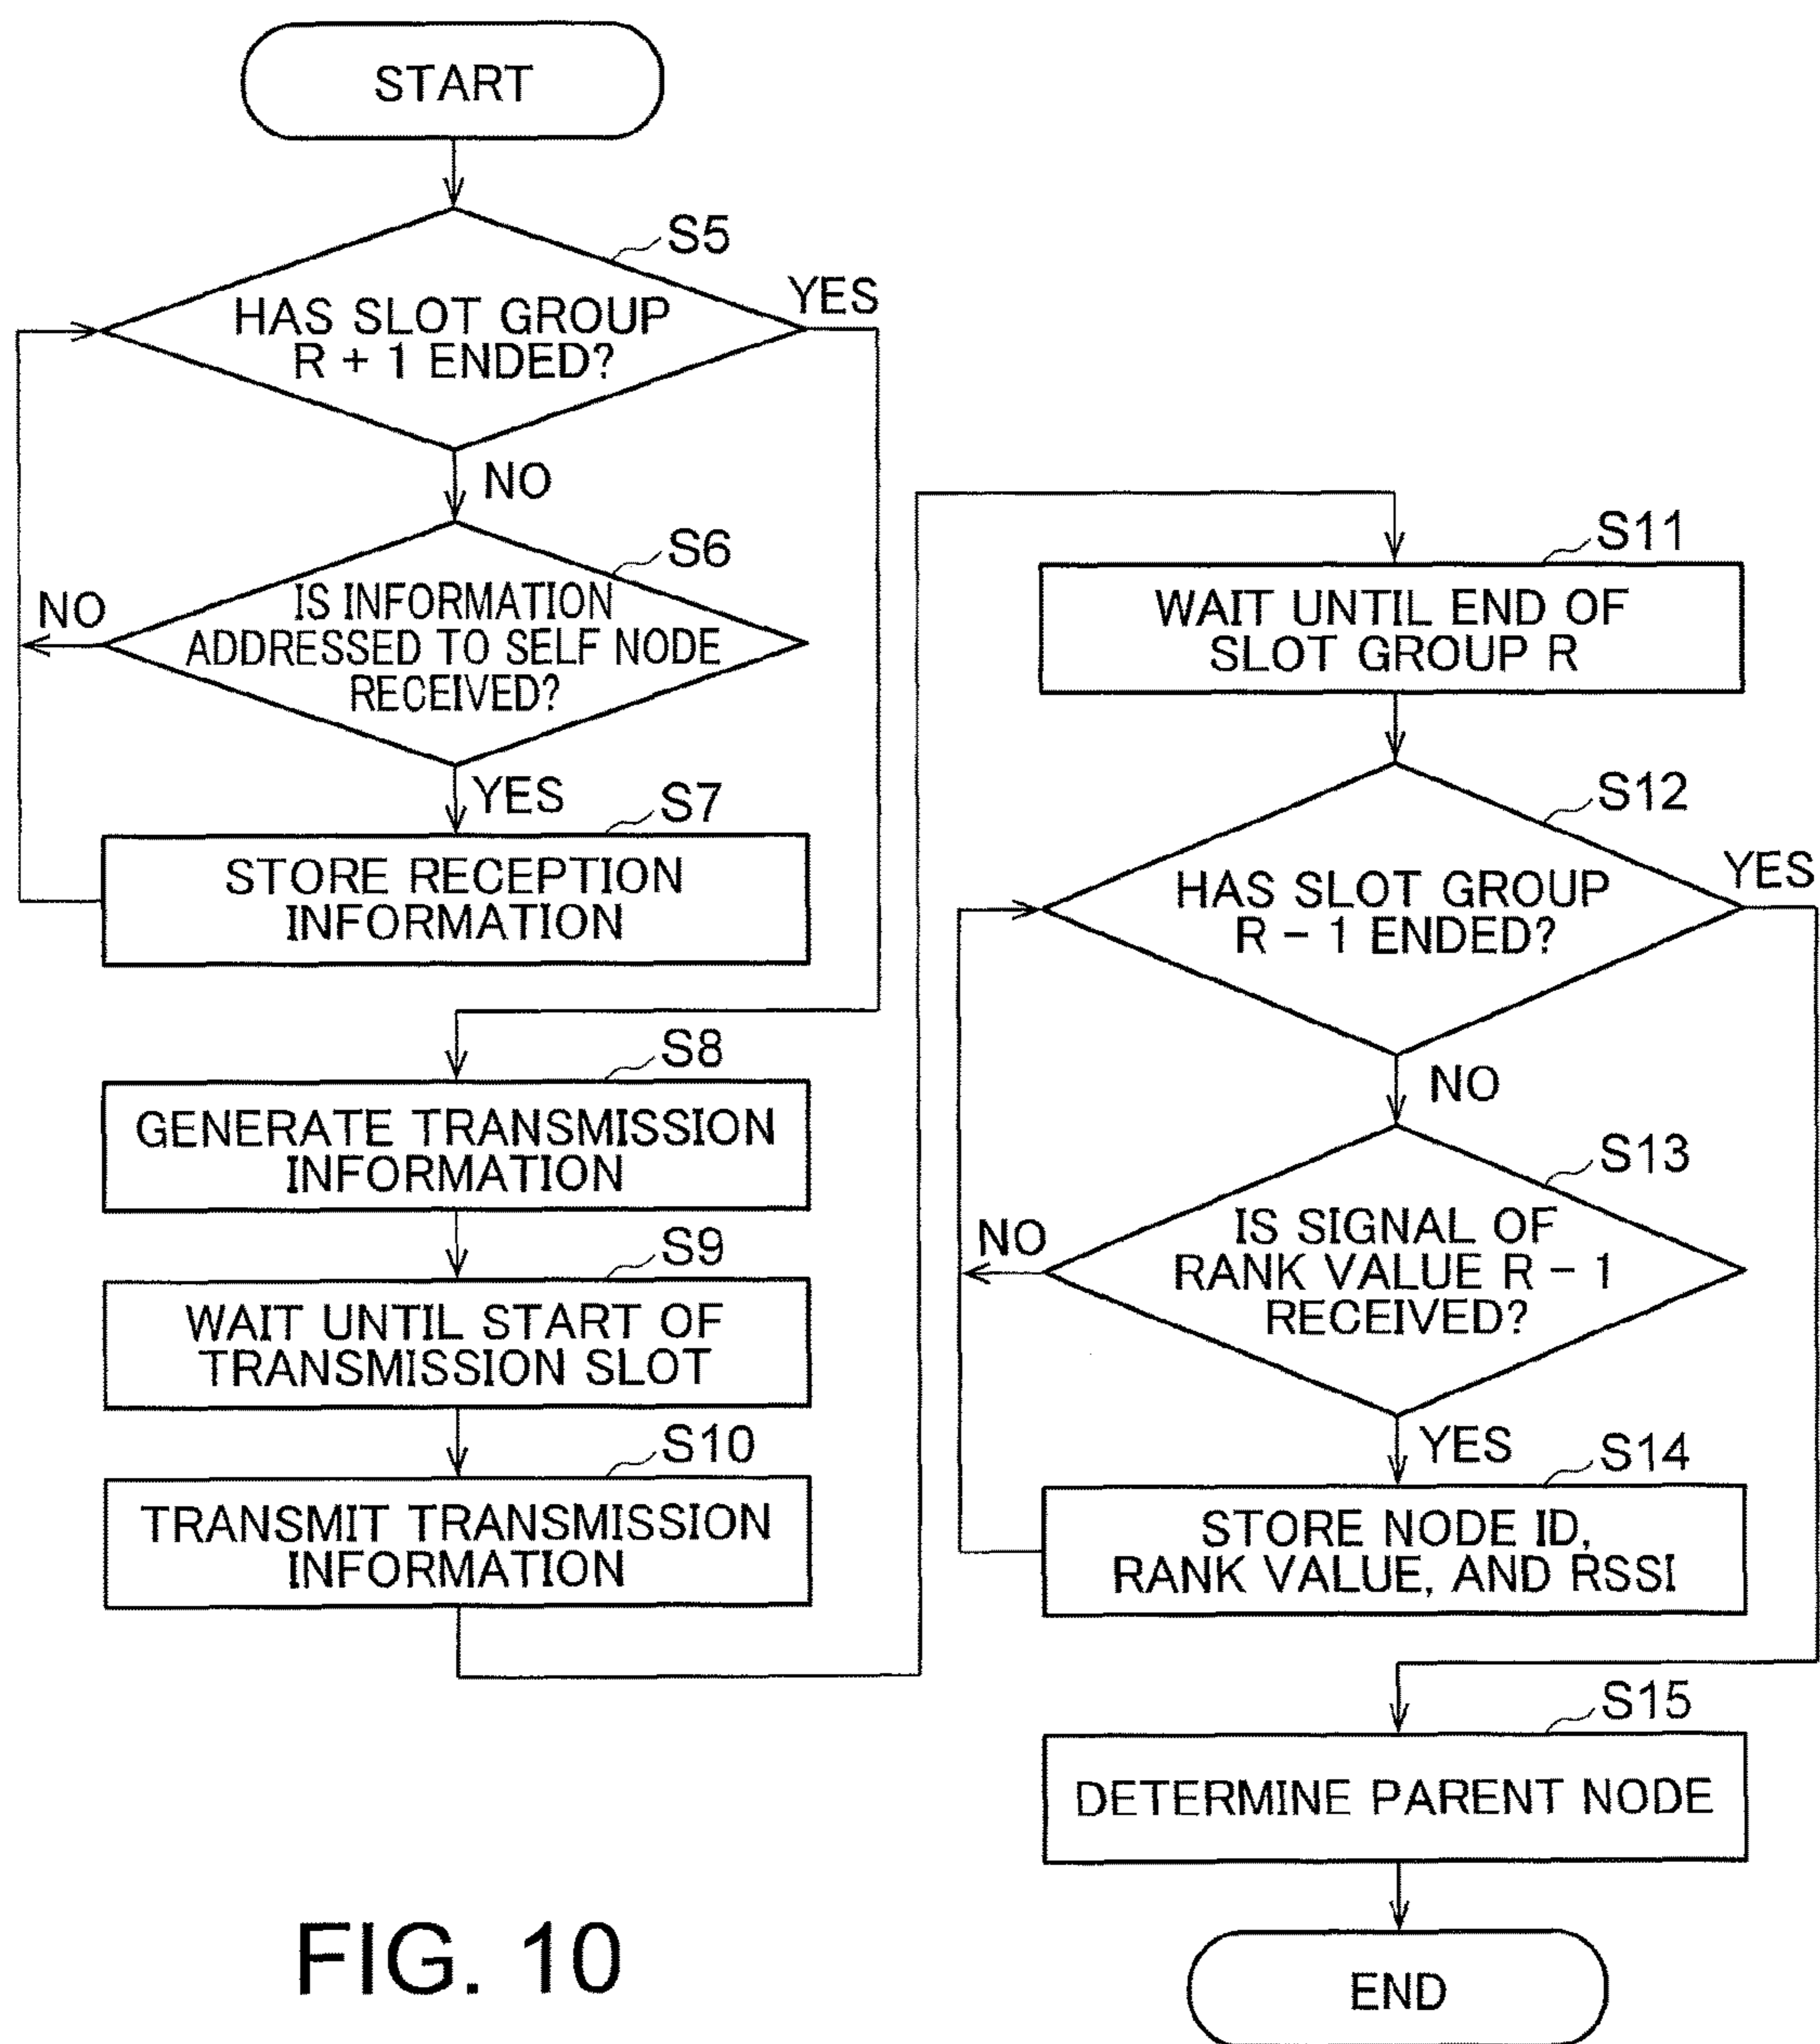 START
S5
YES
HAS SLOT GROUP
R + 1 ENDED?
NO
S6
NO
IS INFORMATION
ADDRESSED TO SELF NODE
RECEIVED?
YES
S7
STORE RECEPTION
INFORMATION
S8
GENERATE TRANSMISSION
INFORMATION
S9
WAIT UNTIL START OF
TRANSMISSION SLOT
S10
TRANSMIT TRANSMISSION
INFORMATION
S11
WAIT UNTIL END OF
SLOT GROUP R
S12
YES
HAS SLOT GROUP
R - 1 ENDED?
NO
S13
NO
IS SIGNAL OF
RANK VALUE R - 1
RECEIVED?
YES
S14
STORE NODE ID,
RANK VALUE, AND RSSI
S15
DETERMINE PARENT NODE
END
FIG. 10